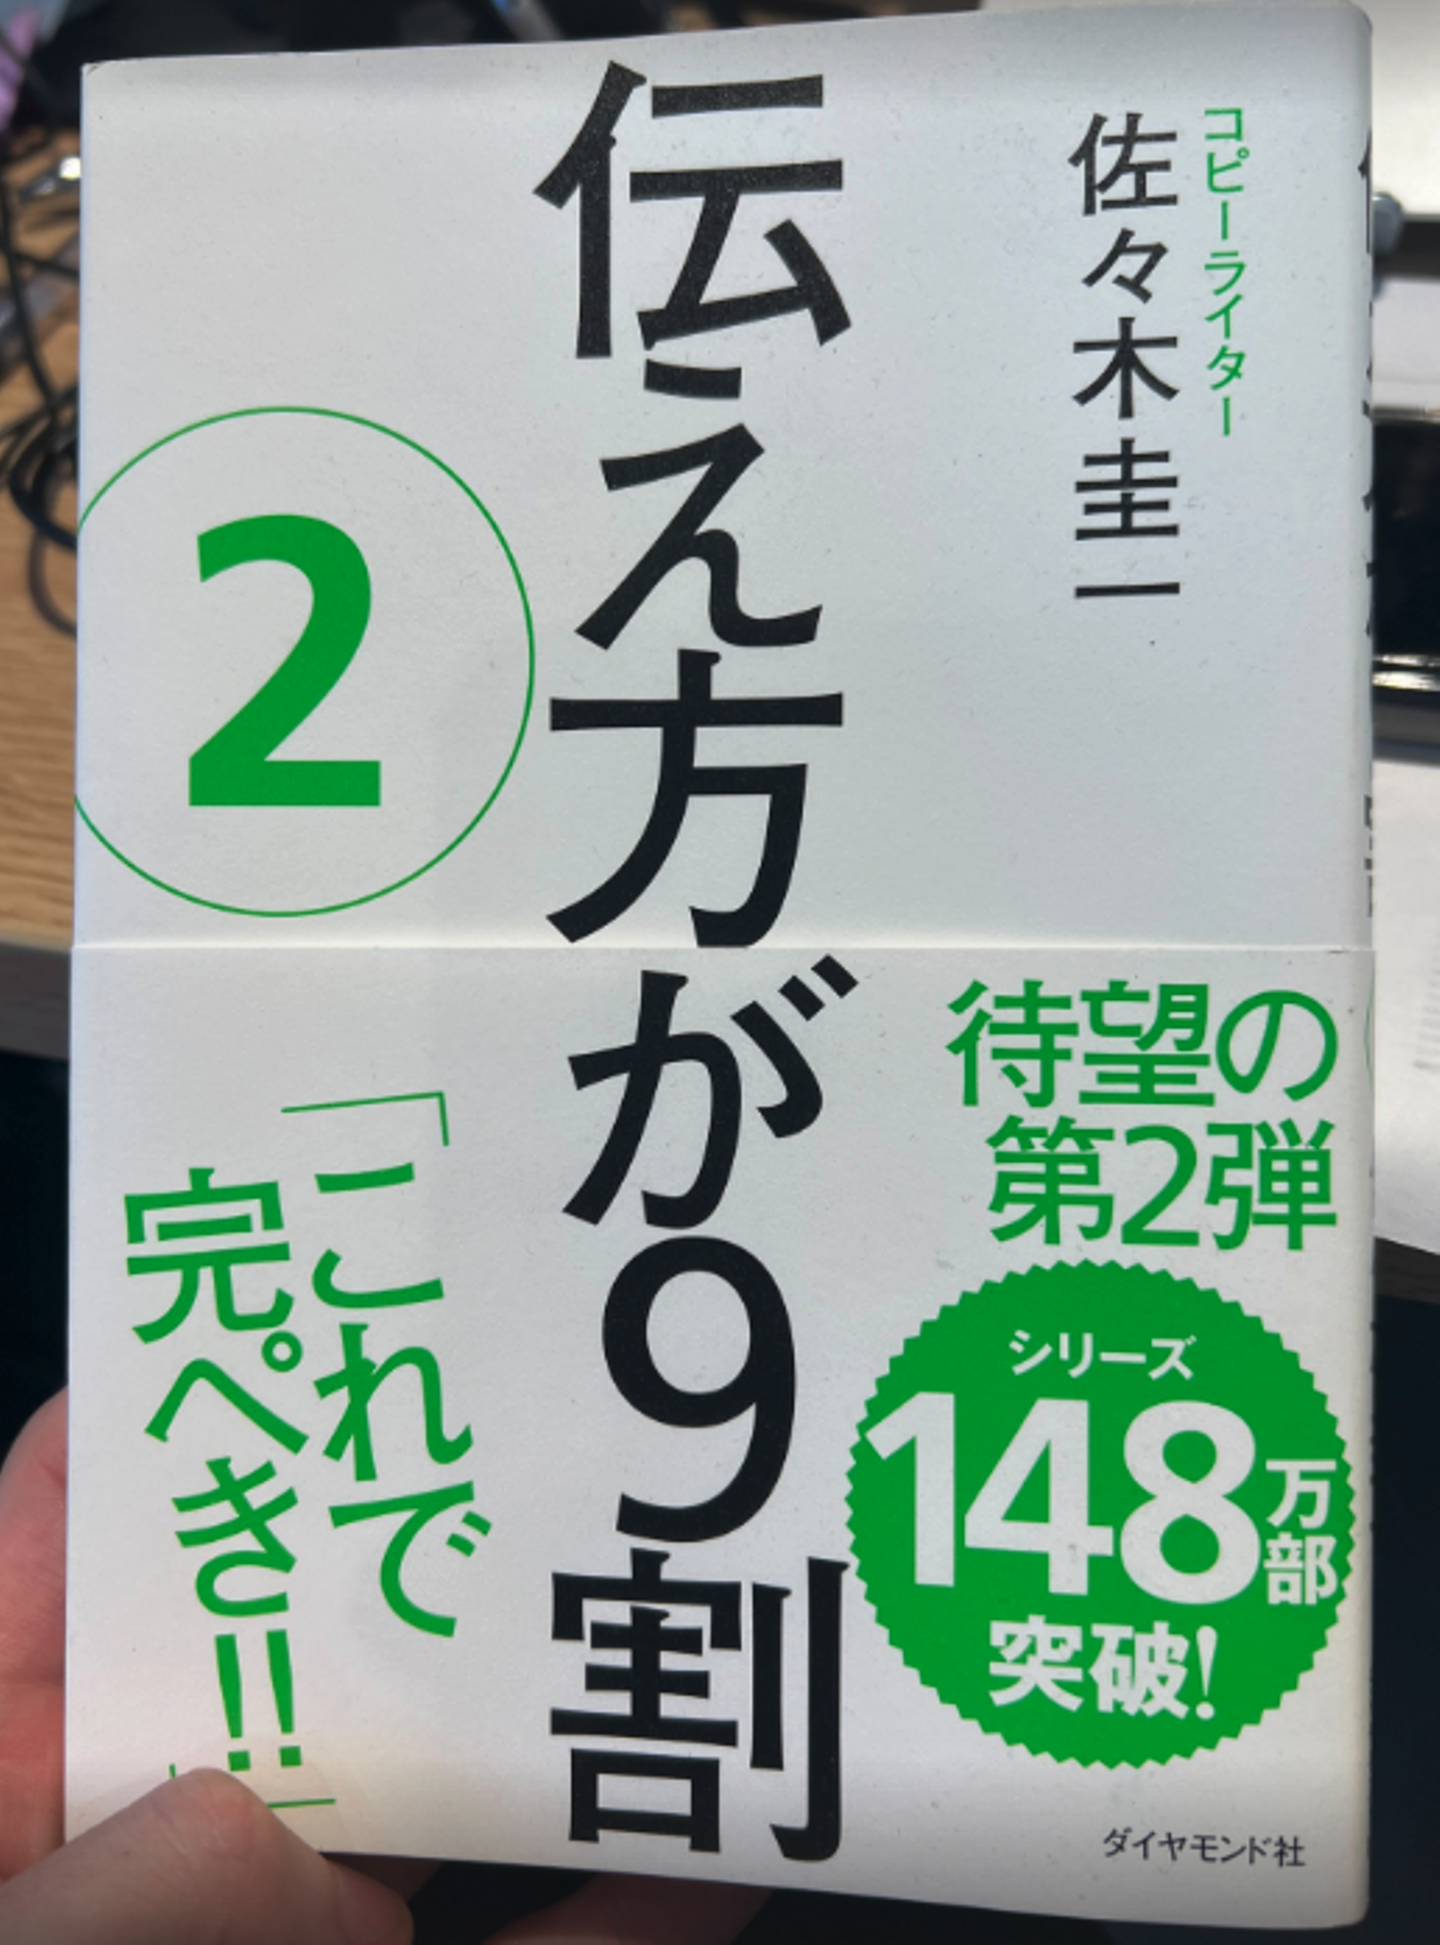 コピーライター
佐々木圭一
伝え方が9割
2
待望の
第2弾
シリーズ
148万部
突破!
「これで
完ぺき!!」
ダイヤモンド社